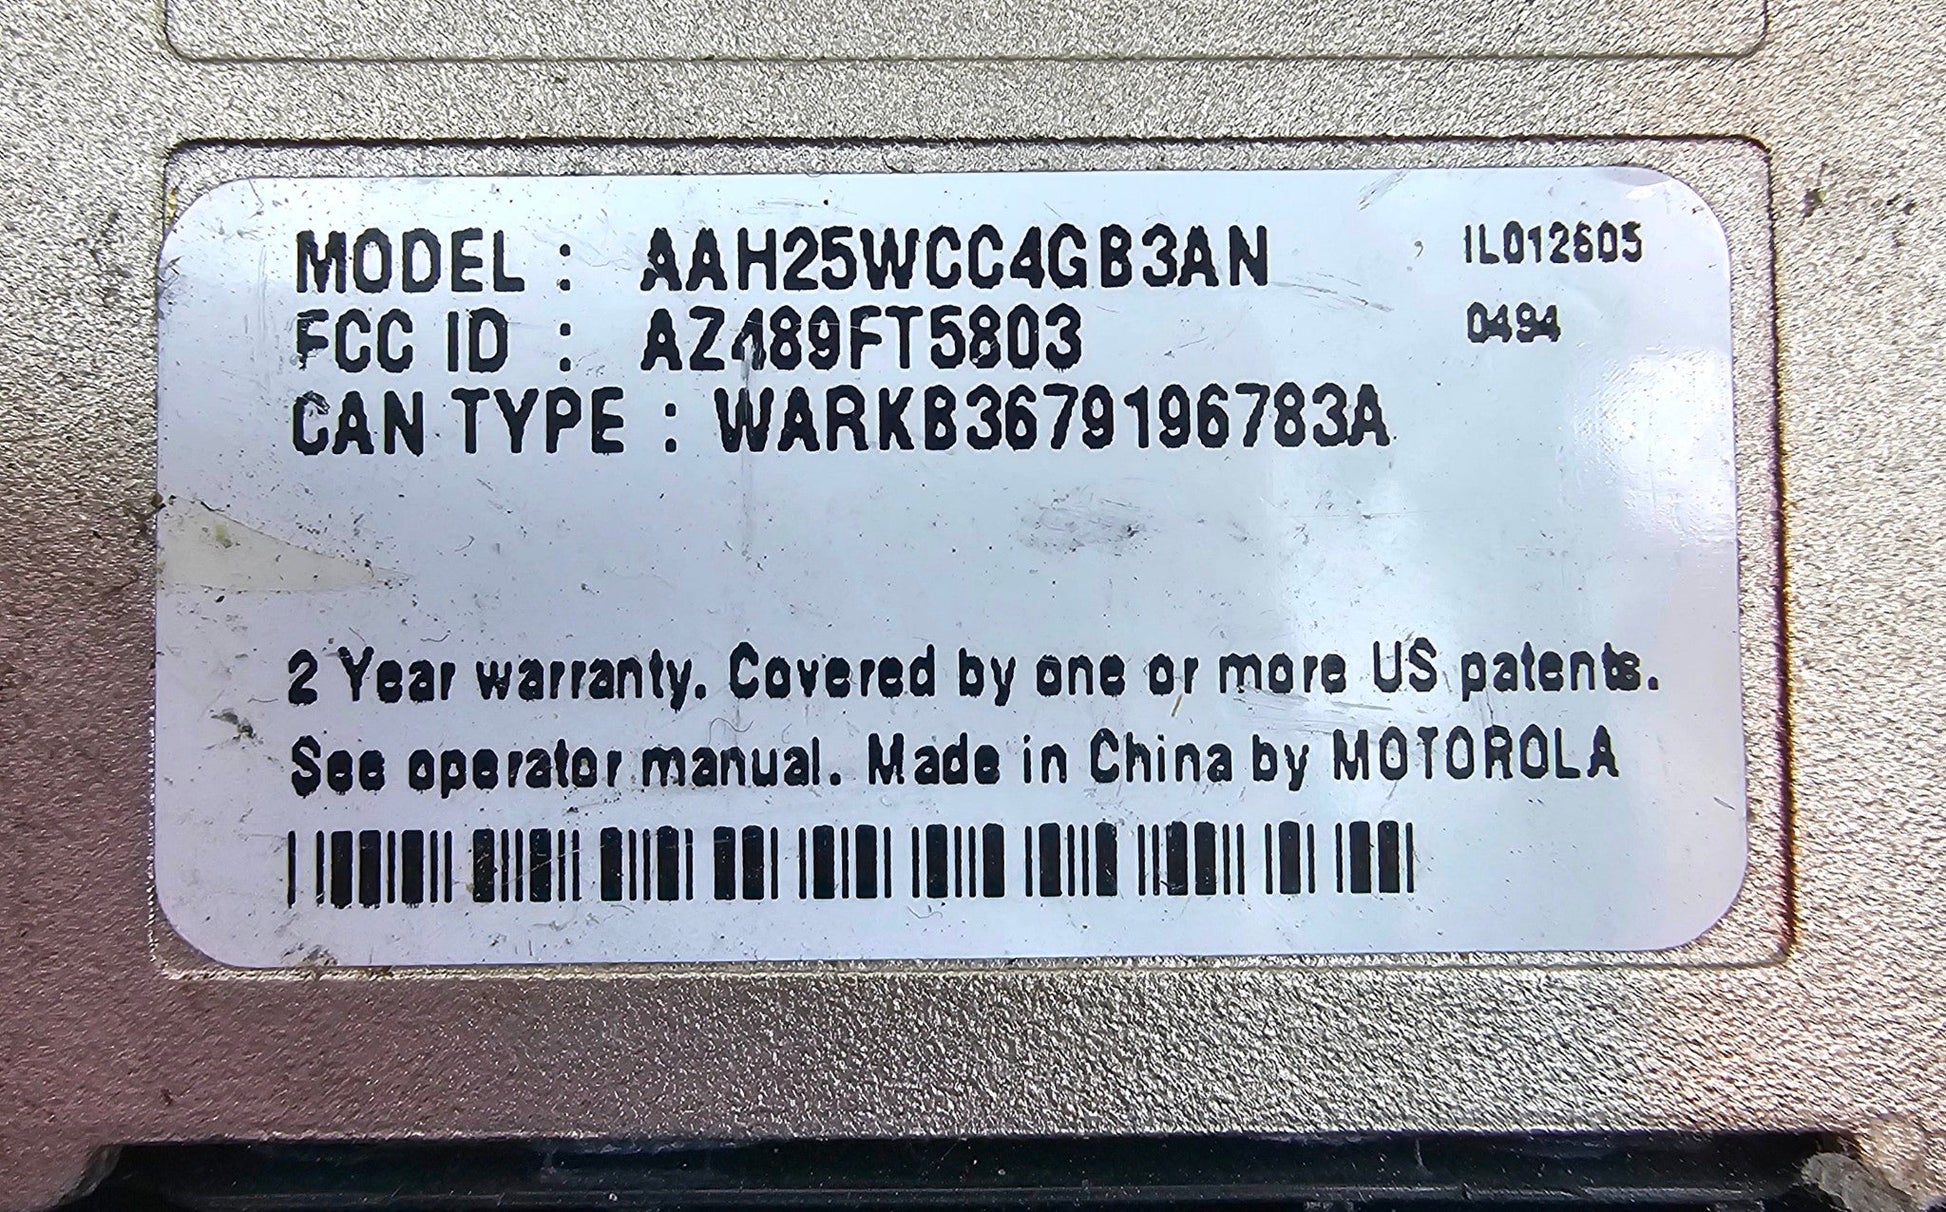 MODEL : AAH25WCC4GB3AN IL012605
FCC ID : AZ489FT5803 0494
CAN TYPE : WARKB3679196783A
2 Year warranty. Covered by one or more US patents.
See operator manual. Made in China by MOTOROLA